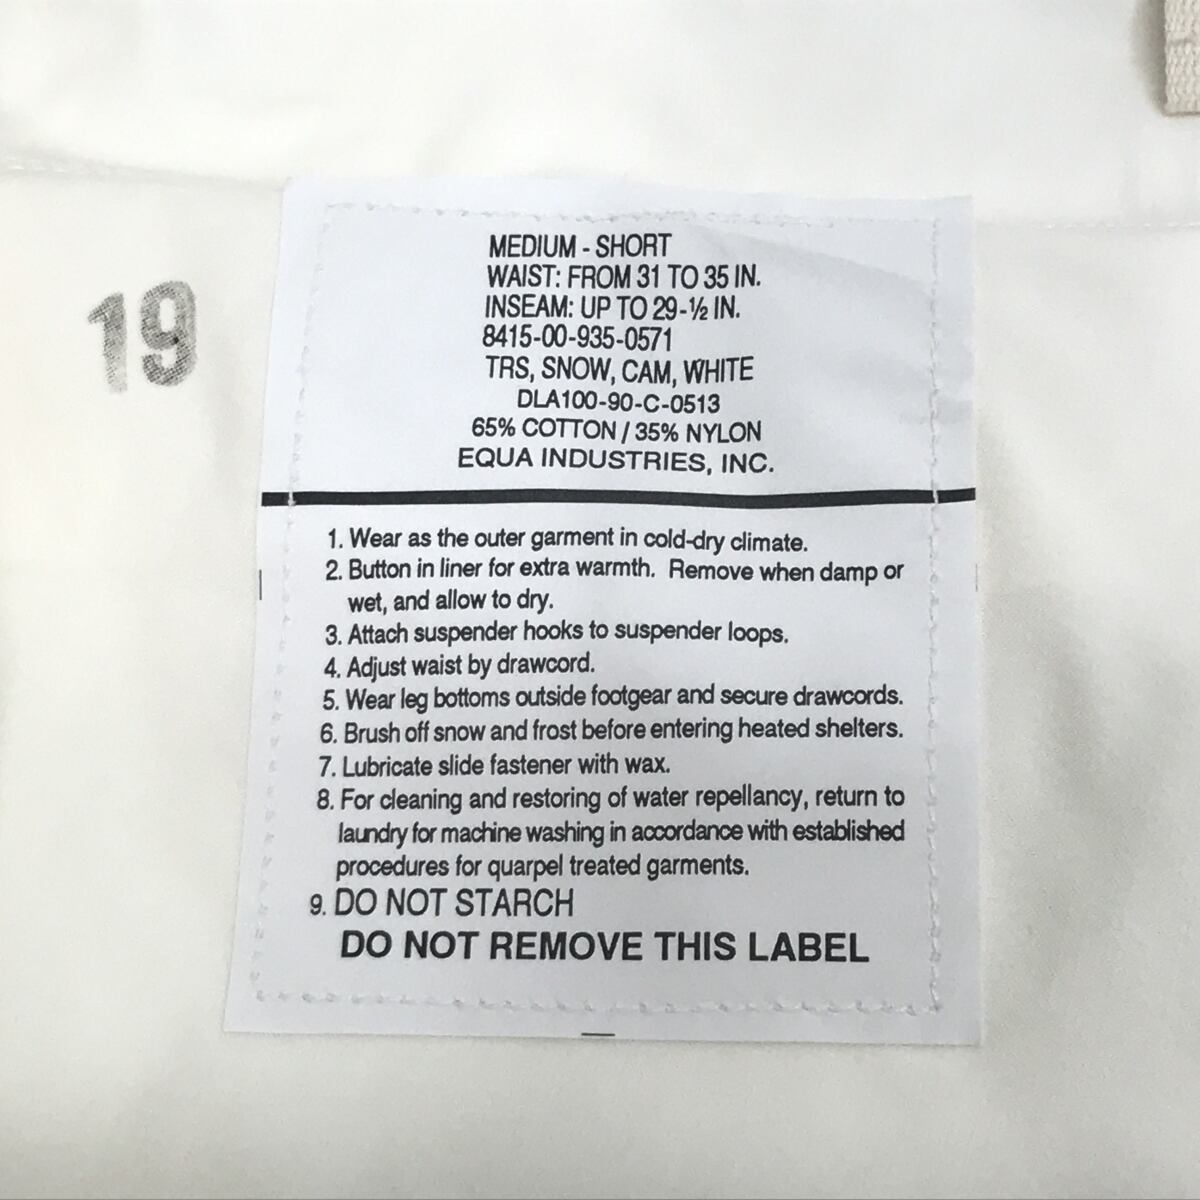 19
MEDIUM - SHORT
WAIST: FROM 31 TO 35 IN.
INSEAM: UP TO 29-½ IN.
8415-00-935-0571
TRS, SNOW, CAM, WHITE
DLA100-90-C-0513
65% COTTON / 35% NYLON
EQUA INDUSTRIES, INC.
1. Wear as the outer garment in cold-dry climate.
2. Button in liner for extra warmth. Remove when damp or
wet, and allow to dry.
3. Attach suspender hooks to suspender loops.
4. Adjust waist by drawcord.
5. Wear leg bottoms outside footgear and secure drawcords.
6. Brush off snow and frost before entering heated shelters.
7. Lubricate slide fastener with wax.
8. For cleaning and restoring of water repellancy, return to
laundry for machine washing in accordance with established
procedures for quarpel treated garments.
9. DO NOT STARCH
DO NOT REMOVE THIS LABEL